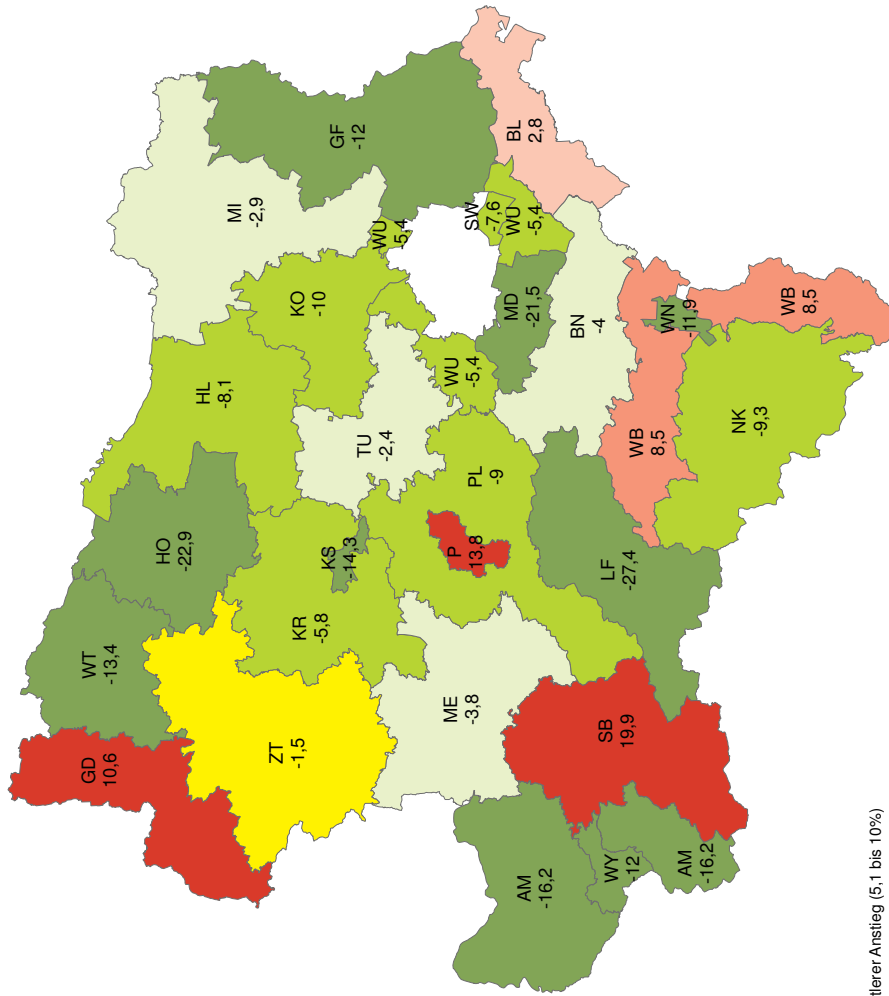 GD
10,6
WT
-13,4
HO
-22,9
HL
-8,1
MI
-2,9
GF
-12
ZT
-1,5
KR
-5,8
KS
-14,3
TU
-2,4
KO
-10
WU
-5,4
SW
-7,6
WU
-5,4
BL
2,8
AM
-16,2
ME
-3,8
P
13,8
PL
-9
WU
-5,4
MD
-21,5
BN
-4
WY
-12
AM
-16,2
SB
19,9
LF
-27,4
WB
8,5
NK
-9,3
WN
-11,9
WB
8,5
tlerer Anstieg (5,1 bis 10%)